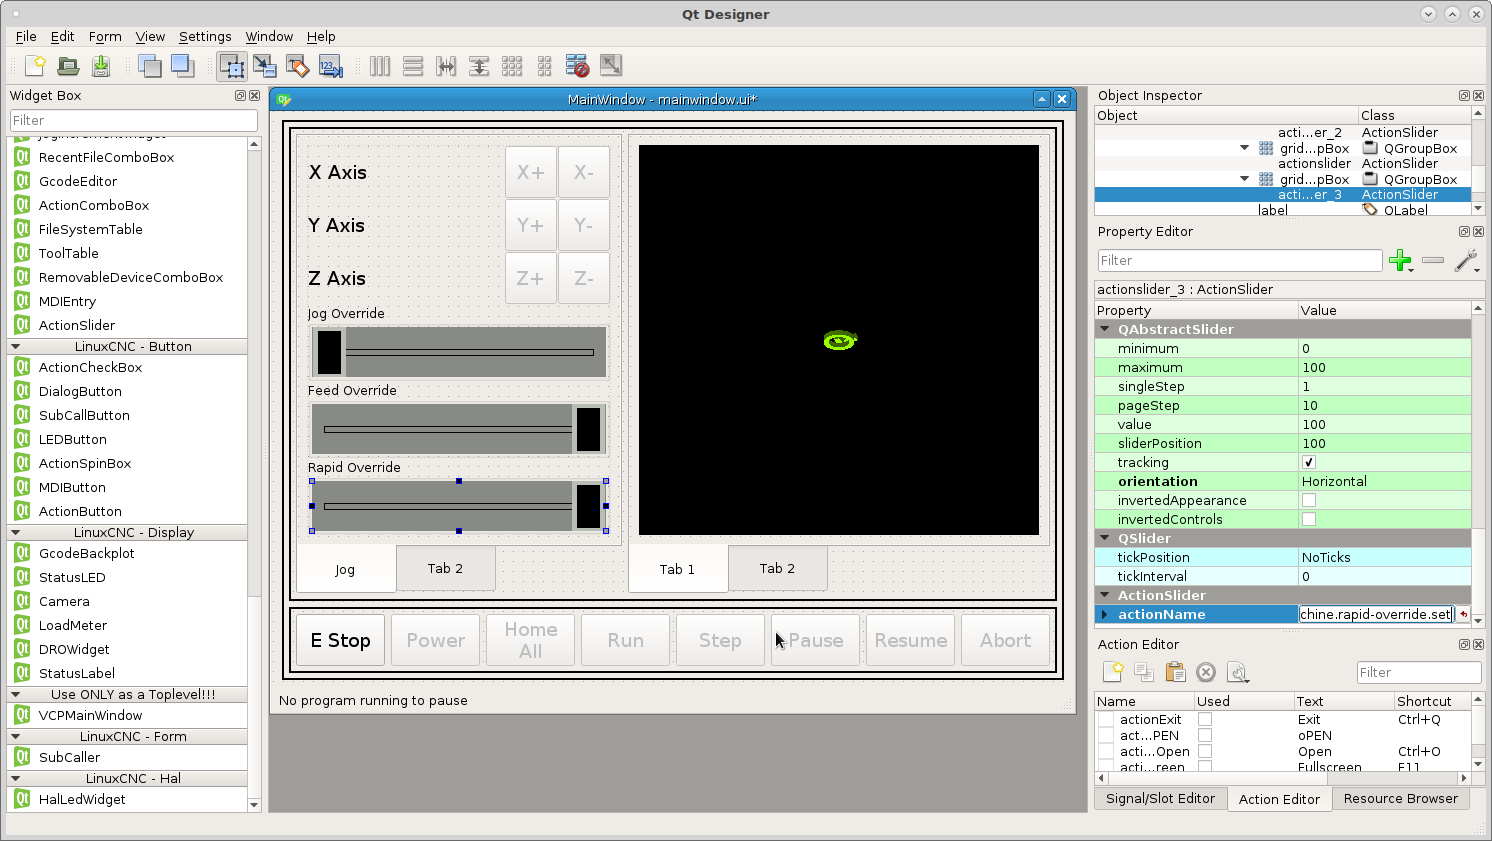 Qt Designer
File Edit Form View Settings Window Help
Widget Box
Filter
RecentFileComboBox
GcodeEditor
ActionComboBox
FileSystemTable
ToolTable
RemovableDeviceComboBox
MDIEntry
ActionSlider
LinuxCNC - Button
ActionCheckBox
DialogButton
SubCallButton
LEDButton
ActionSpinBox
MDIButton
ActionButton
LinuxCNC - Display
GcodeBackplot
StatusLED
Camera
LoadMeter
DROWidget
StatusLabel
Use ONLY as a Toplevel!!!
VCPMainWindow
LinuxCNC - Form
SubCaller
LinuxCNC - Hal
HalLedWidget
MainWindow - mainwindow.ui*
X Axis X+ X-
Y Axis Y+ Y-
Z Axis Z+ Z-
Jog Override
Feed Override
Rapid Override
Jog Tab 2
Tab 1 Tab 2
E Stop Power Home All Run Step Pause Resume Abort
No program running to pause
Object Inspector
Object Class
acti...er_2 ActionSlider
grid...pBox QGroupBox
actionslider ActionSlider
grid...pBox QGroupBox
acti...er_3 ActionSlider
label QLabel
Property Editor
Filter
actionslider_3 : ActionSlider
Property Value
QAbstractSlider
minimum 0
maximum 100
singleStep 1
pageStep 10
value 100
sliderPosition 100
tracking
orientation Horizontal
invertedAppearance
invertedControls
QSlider
tickPosition NoTicks
tickInterval 0
ActionSlider
actionName chine.rapid-override.set
Action Editor
Filter
Name Used Text Shortcut
actionExit Exit Ctrl+Q
act...PEN oPEN
acti...Open Open Ctrl+O
acti...reen Fullscreen F11
Signal/Slot Editor Action Editor Resource Browser